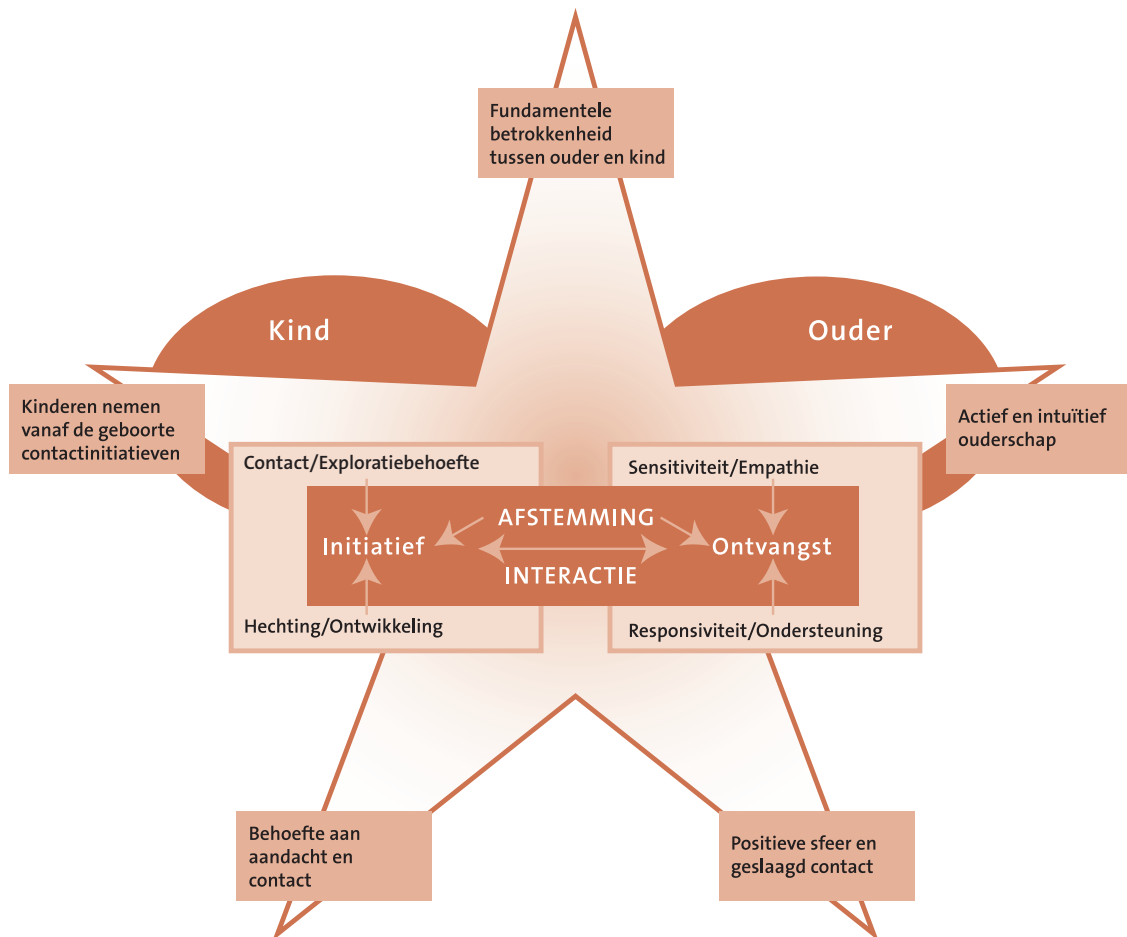 Fundamentele
betrokkenheid
tussen ouder en kind
Kind
Ouder
Kinderen nemen
vanaf de geboorte
contactinitiatieven
Actief en intuïtief
ouderschap
Contact/Exploratiebehoefte
Sensitiviteit/Empathie
AFSTEMMING
Initiatief
Ontvangst
INTERACTIE
Hechting/Ontwikkeling
Responsiviteit/Ondersteuning
Behoefte aan
aandacht en
contact
Positieve sfeer en
geslaagd contact